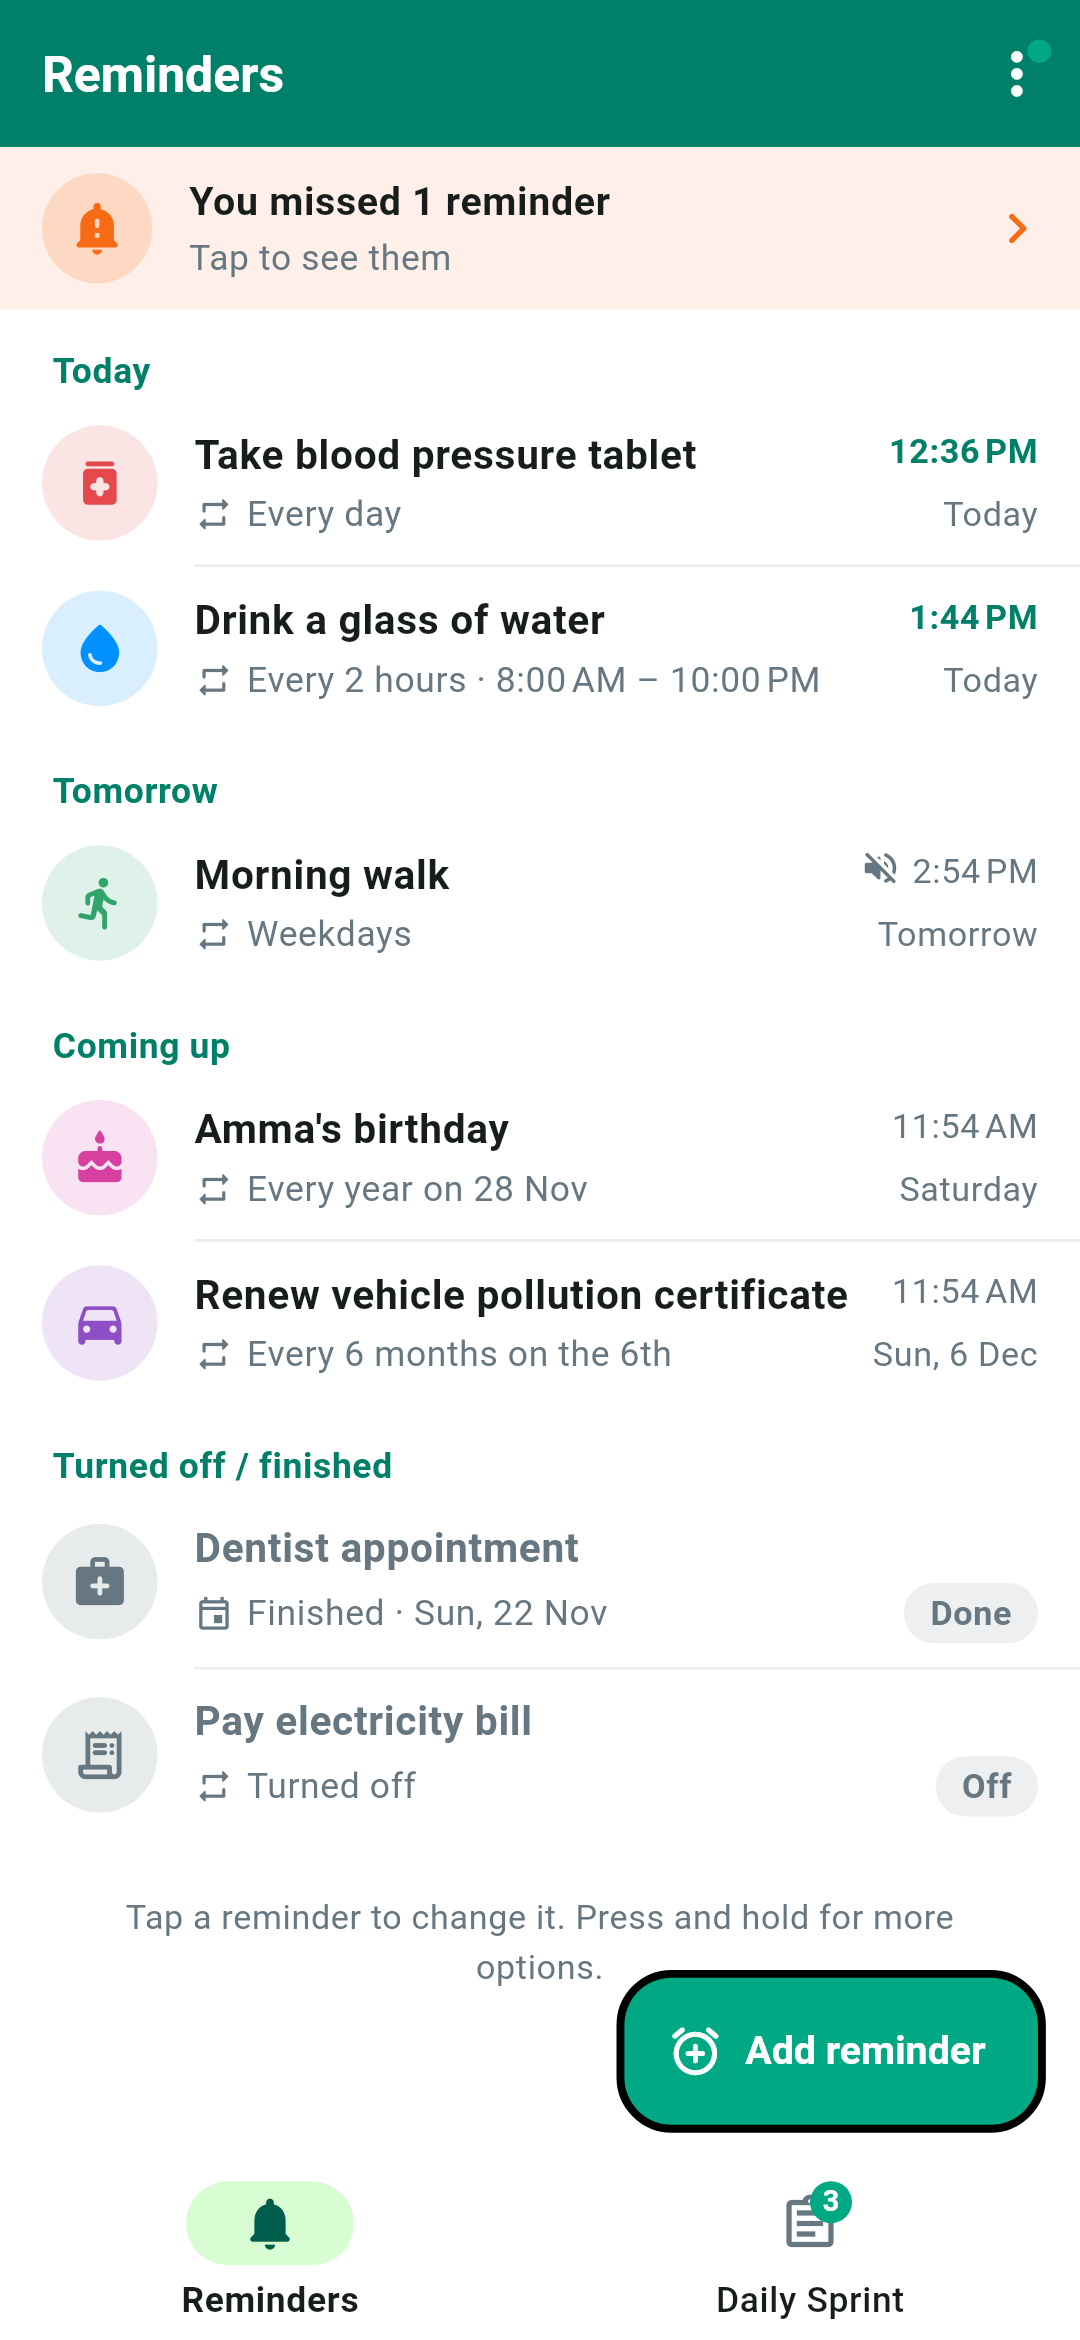 Reminders
You missed 1 reminder
Tap to see them
Today
Take blood pressure tablet 12:36 PM
Every day Today
Drink a glass of water 1:44 PM
Every 2 hours · 8:00 AM – 10:00 PM Today
Tomorrow
Morning walk 2:54 PM
Weekdays Tomorrow
Coming up
Amma's birthday 11:54 AM
Every year on 28 Nov Saturday
Renew vehicle pollution certificate 11:54 AM
Every 6 months on the 6th Sun, 6 Dec
Turned off / finished
Dentist appointment
Finished · Sun, 22 Nov Done
Pay electricity bill
Turned off Off
Tap a reminder to change it. Press and hold for more
options.
Add reminder
3
Reminders Daily Sprint